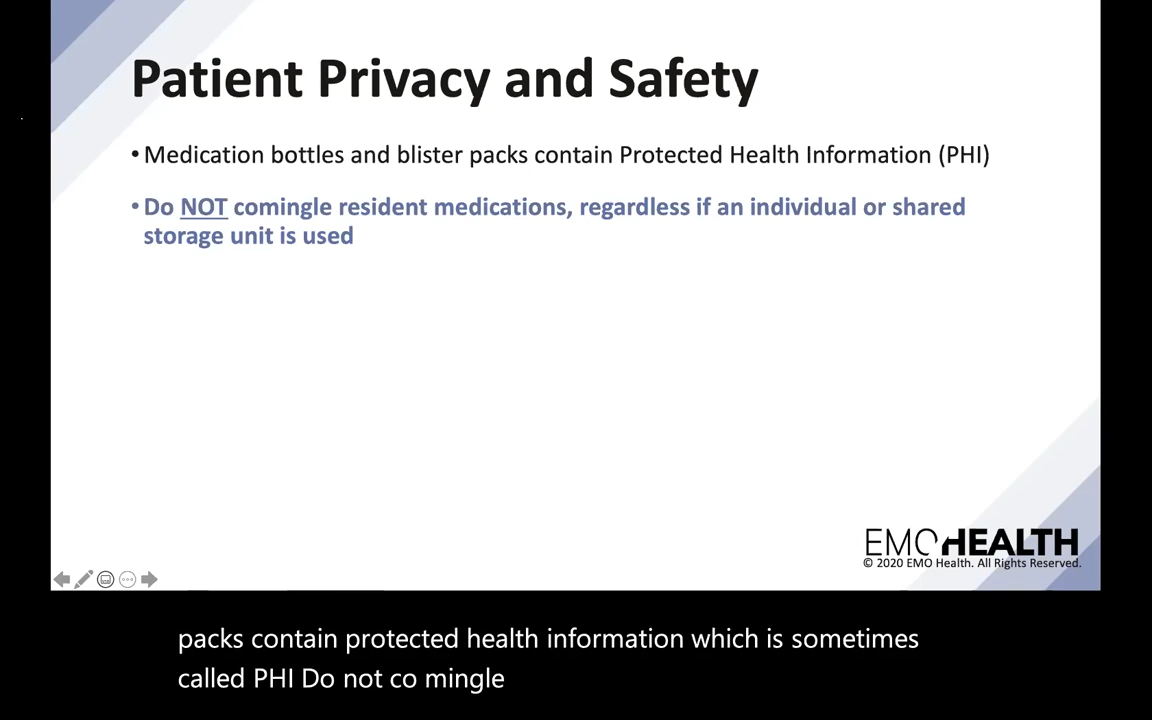 Patient Privacy and Safety
• Medication bottles and blister packs contain Protected Health Information (PHI)
• Do NOT comingle resident medications, regardless if an individual or shared
storage unit is used
EMOHEALTH
© 2020 EMO Health. All Rights Reserved.
packs contain protected health information which is sometimes
called PHI Do not co mingle